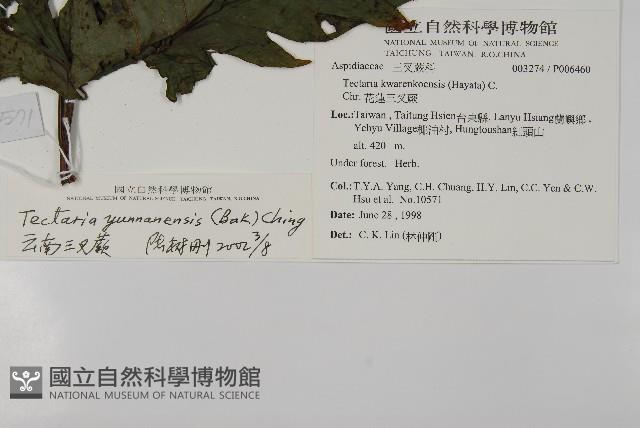 國立自然科學博物館
NATIONAL MUSEUM OF NATURAL SCIENCE
TAICHUNG TAIWAN R.O.CHINA
Aspidiaceae 三叉蕨科 003274 / P006460
Tectaria kwarenkoensis (Hayata) C.
Chr. 花蓮三叉蕨
Loc.:Taiwan , Taitung Hsien台東縣, Lanyu Hsiang蘭嶼鄉,
Yehyu Village椰油村, Hungtoushan紅頭山
alt. 420 m.
Under forest. Herb.
Col.: T.Y.A. Yang, C.H. Chuang, H.Y. Lin, C.C. Yen & C.W.
Hsu et al. No.10571
Date: June 28 , 1998
Det.: C. K. Lin (林仲剛)
國立自然科學博物館
NATIONAL MUSEUM OF NATURAL SCIENCE TAICHUNG, TAIWAN, R.O.CHINA
Tectaria yunnanensis (Bak.) Ching
云南三叉蕨 2002 3/8
國立自然科學博物館
NATIONAL MUSEUM OF NATURAL SCIENCE